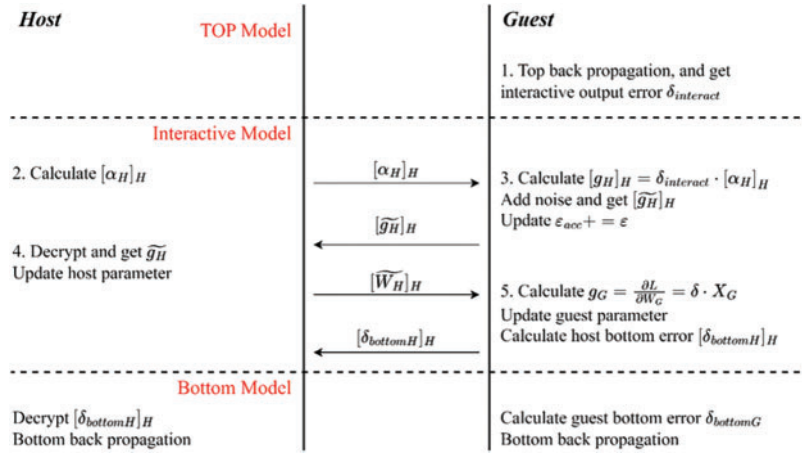 Host
Guest
TOP Model
1. Top back propagation, and get
interactive output error δ_interact
Interactive Model
2. Calculate [α_H]_H
[α_H]_H
3. Calculate [g_H]_H = δ_interact · [α_H]_H
Add noise and get [g̃_H]_H
Update ε_acc+ = ε
[g̃_H]_H
4. Decrypt and get g̃_H
Update host parameter
[W̃_H]_H
5. Calculate g_G = ∂L/∂W_G = δ · X_G
Update guest parameter
Calculate host bottom error [δ_bottomH]_H
[δ_bottomH]_H
Bottom Model
Decrypt [δ_bottomH]_H
Bottom back propagation
Calculate guest bottom error δ_bottomG
Bottom back propagation